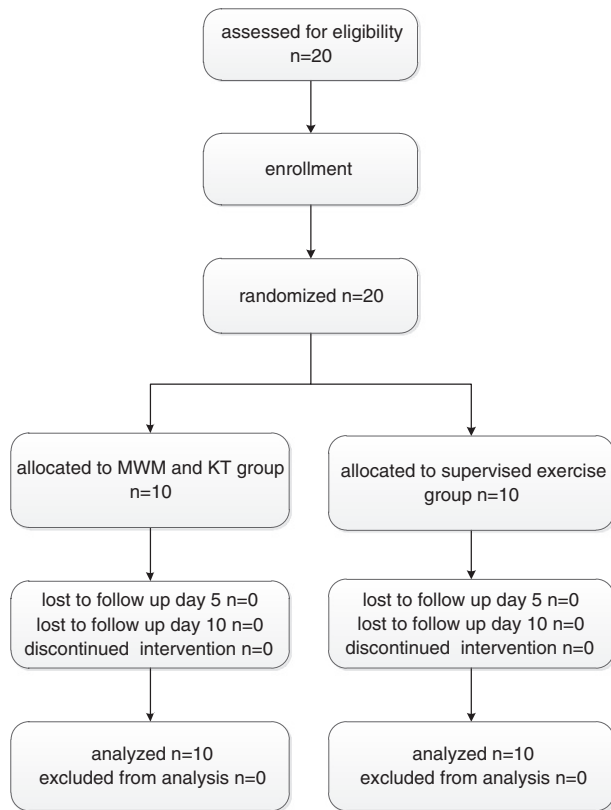 assessed for eligibility
n=20
enrollment
randomized n=20
allocated to MWM and KT group
n=10
allocated to supervised exercise
group n=10
lost to follow up day 5 n=0
lost to follow up day 10 n=0
discontinued intervention n=0
lost to follow up day 5 n=0
lost to follow up day 10 n=0
discontinued intervention n=0
analyzed n=10
excluded from analysis n=0
analyzed n=10
excluded from analysis n=0